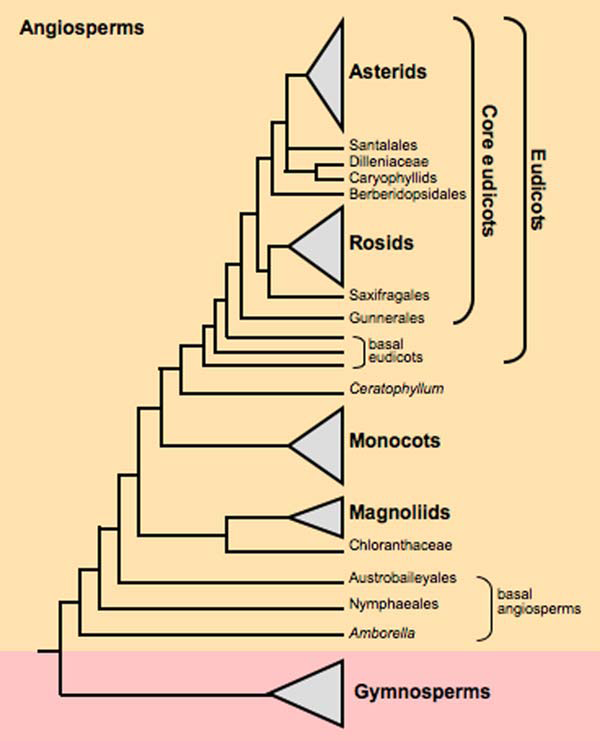 Angiosperms
Asterids
Santalales
Dilleniaceae
Caryophyllids
Berberidopsidales
Rosids
Saxifragales
Gunnerales
basal
eudicots
Ceratophyllum
Monocots
Magnoliids
Chloranthaceae
Austrobaileyales
Nymphaeales
Amborella
basal
angiosperms
Core eudicots
Eudicots
Gymnosperms